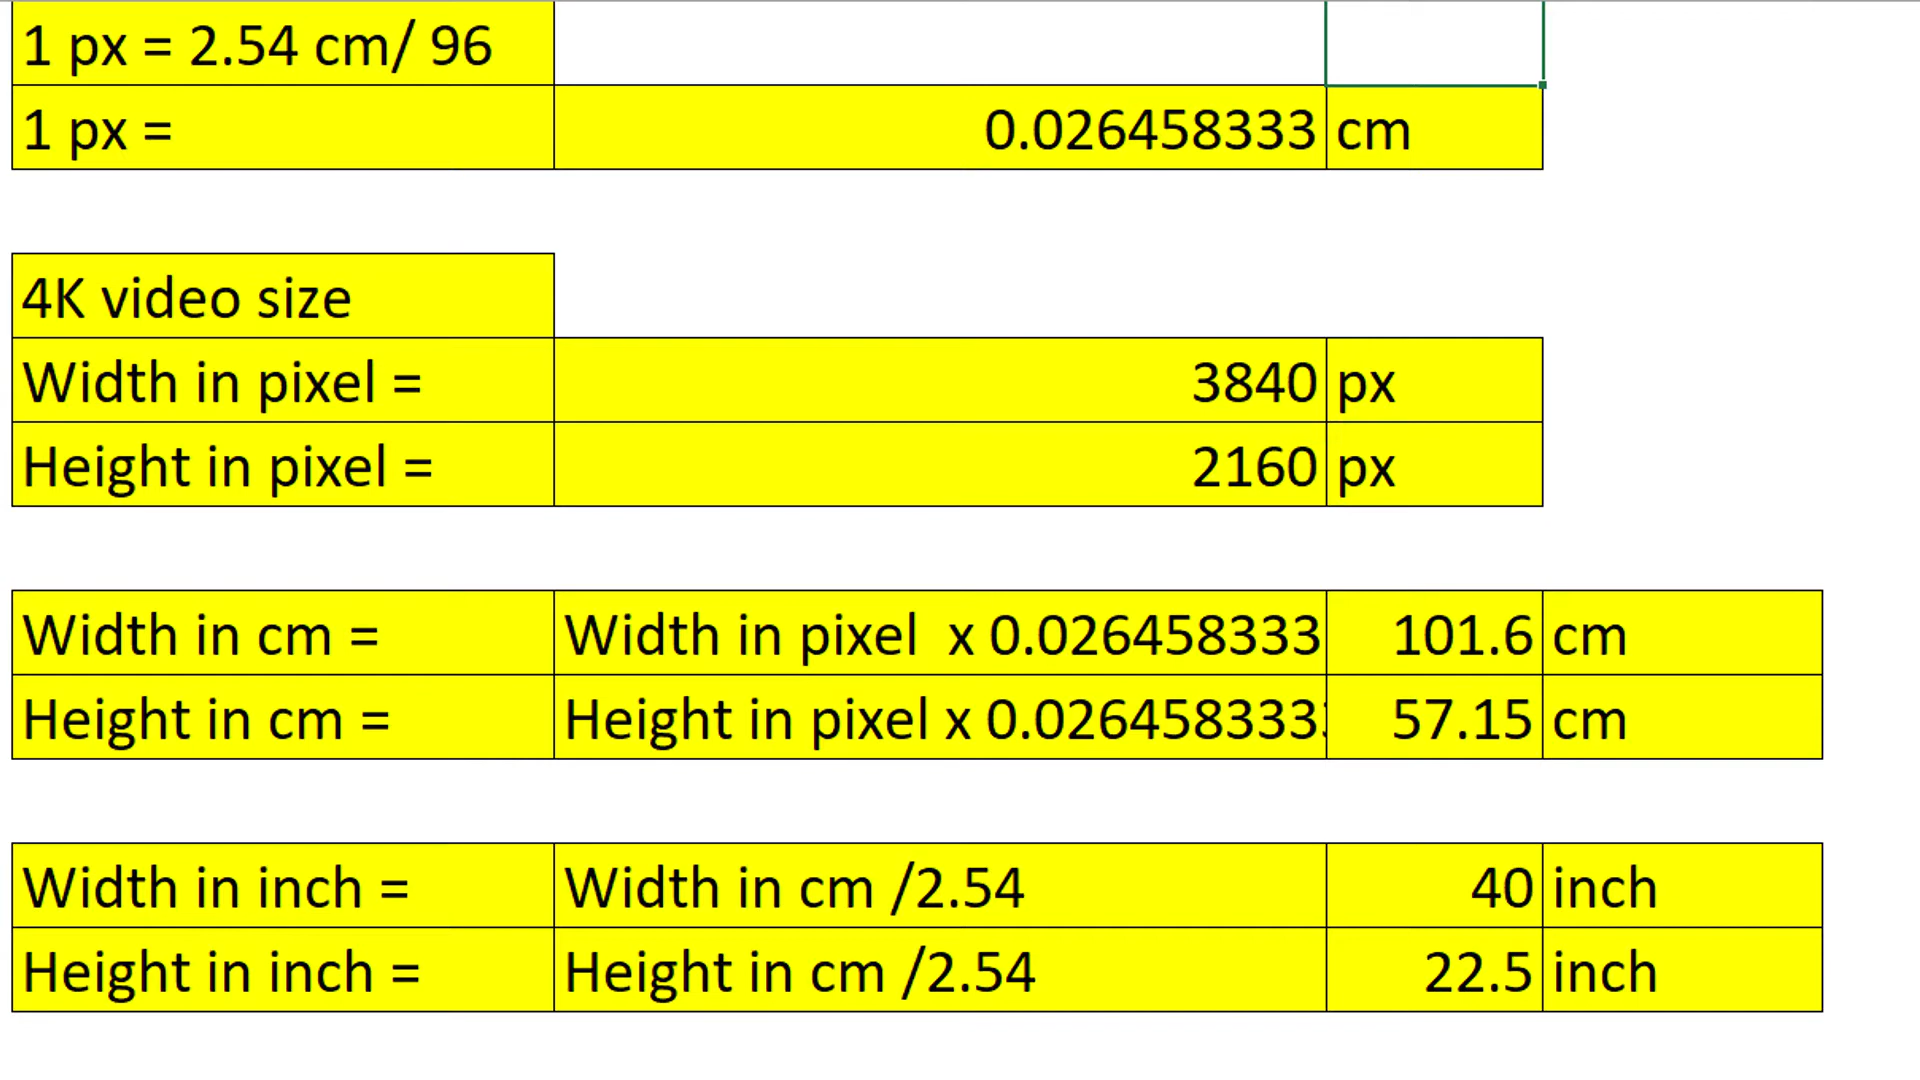 1 px = 2.54 cm/ 96
1 px = 0.026458333 cm
4K video size
Width in pixel = 3840 px
Height in pixel = 2160 px
Width in cm = Width in pixel  x 0.026458333 101.6 cm
Height in cm = Height in pixel x 0.026458333 57.15 cm
Width in inch = Width in cm /2.54 40 inch
Height in inch = Height in cm /2.54 22.5 inch